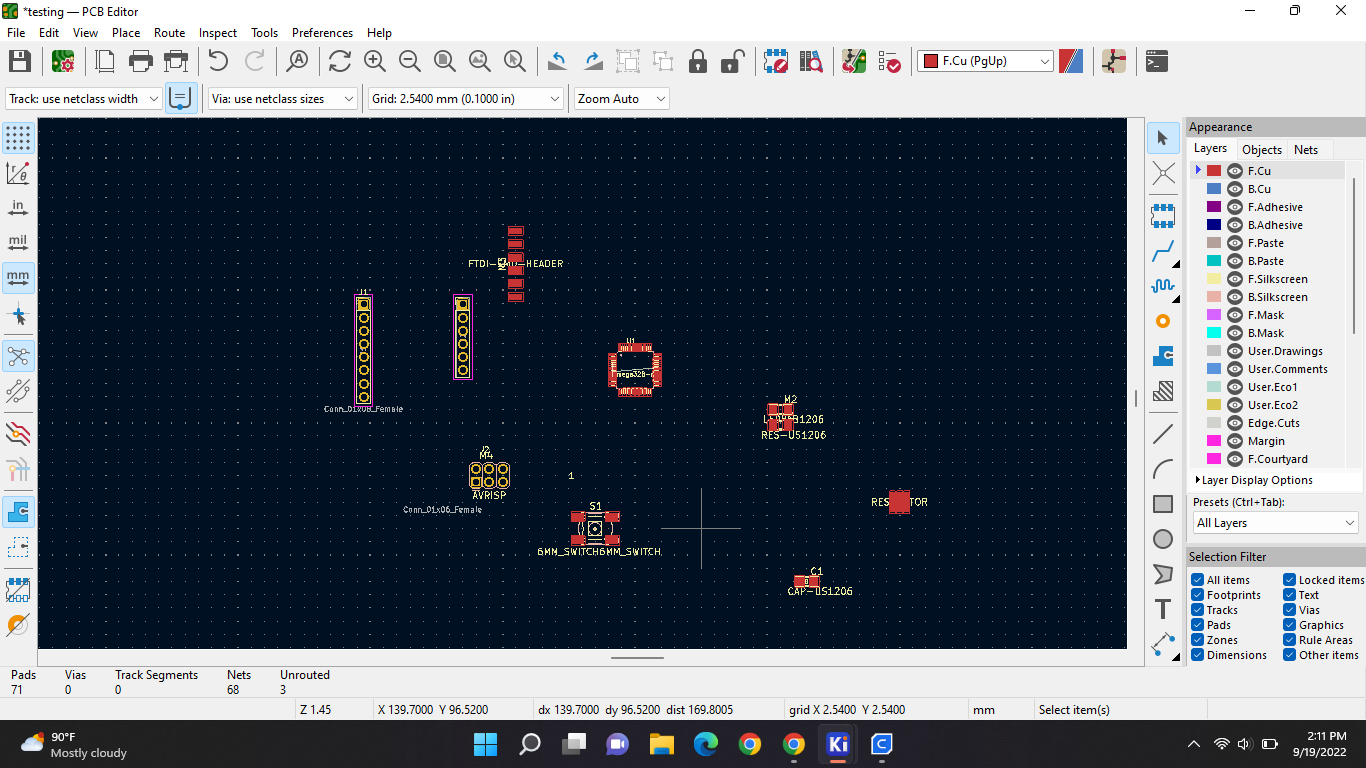 *testing — PCB Editor
File Edit View Place Route Inspect Tools Preferences Help
F.Cu (PgUp)
Track: use netclass width Via: use netclass sizes Grid: 2.5400 mm (0.1000 in) Zoom Auto
in
mil
mm
FTDI-SMD-HEADER
J1
U1
mega328-
Conn_01x08_Female
M2
1206
RES-US1206
J2
M4
AVRISP
Conn_01x06_Female
1
S1
6MM_SWITCH6MM_SWITCH
RES TOR
C1
CAP-US1206
Appearance
Layers Objects Nets
F.Cu
B.Cu
F.Adhesive
B.Adhesive
F.Paste
B.Paste
F.Silkscreen
B.Silkscreen
F.Mask
B.Mask
User.Drawings
User.Comments
User.Eco1
User.Eco2
Edge.Cuts
Margin
F.Courtyard
Layer Display Options
Presets (Ctrl+Tab):
All Layers
Selection Filter
All items Locked items
Footprints Text
Tracks Vias
Pads Graphics
Zones Rule Areas
Dimensions Other items
Pads Vias Track Segments Nets Unrouted
71 0 0 68 3
Z 1.45 X 139.7000 Y 96.5200 dx 139.7000 dy 96.5200 dist 169.8005 grid X 2.5400 Y 2.5400 mm Select item(s)
90°F
Mostly cloudy
Ki
2:11 PM
9/19/2022